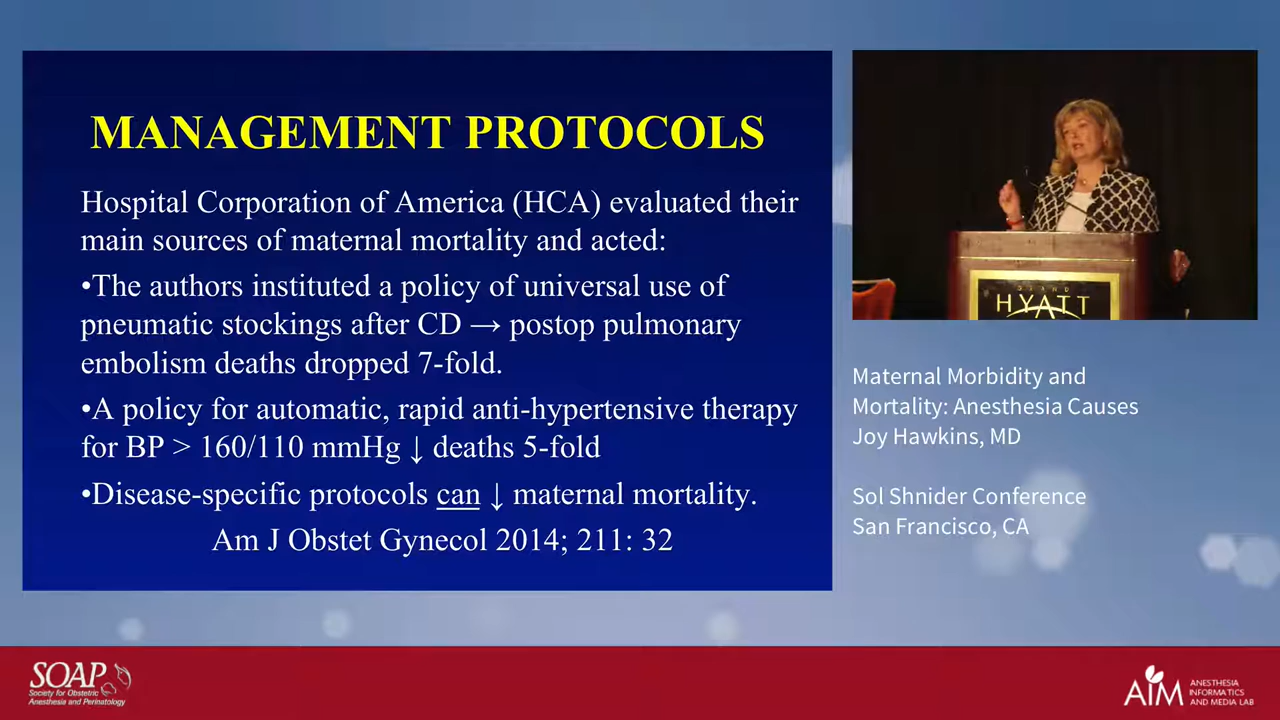 MANAGEMENT PROTOCOLS
Hospital Corporation of America (HCA) evaluated their
main sources of maternal mortality and acted:
•The authors instituted a policy of universal use of
pneumatic stockings after CD → postop pulmonary
embolism deaths dropped 7-fold.
•A policy for automatic, rapid anti-hypertensive therapy
for BP > 160/110 mmHg ↓ deaths 5-fold
•Disease-specific protocols can ↓ maternal mortality.
Am J Obstet Gynecol 2014; 211: 32
GRAND
HYATT
Maternal Morbidity and
Mortality: Anesthesia Causes
Joy Hawkins, MD
Sol Shnider Conference
San Francisco, CA
SOAP
Society for Obstetric
Anesthesia and Perinatology
AIM
ANESTHESIA
INFORMATICS
AND MEDIA LAB